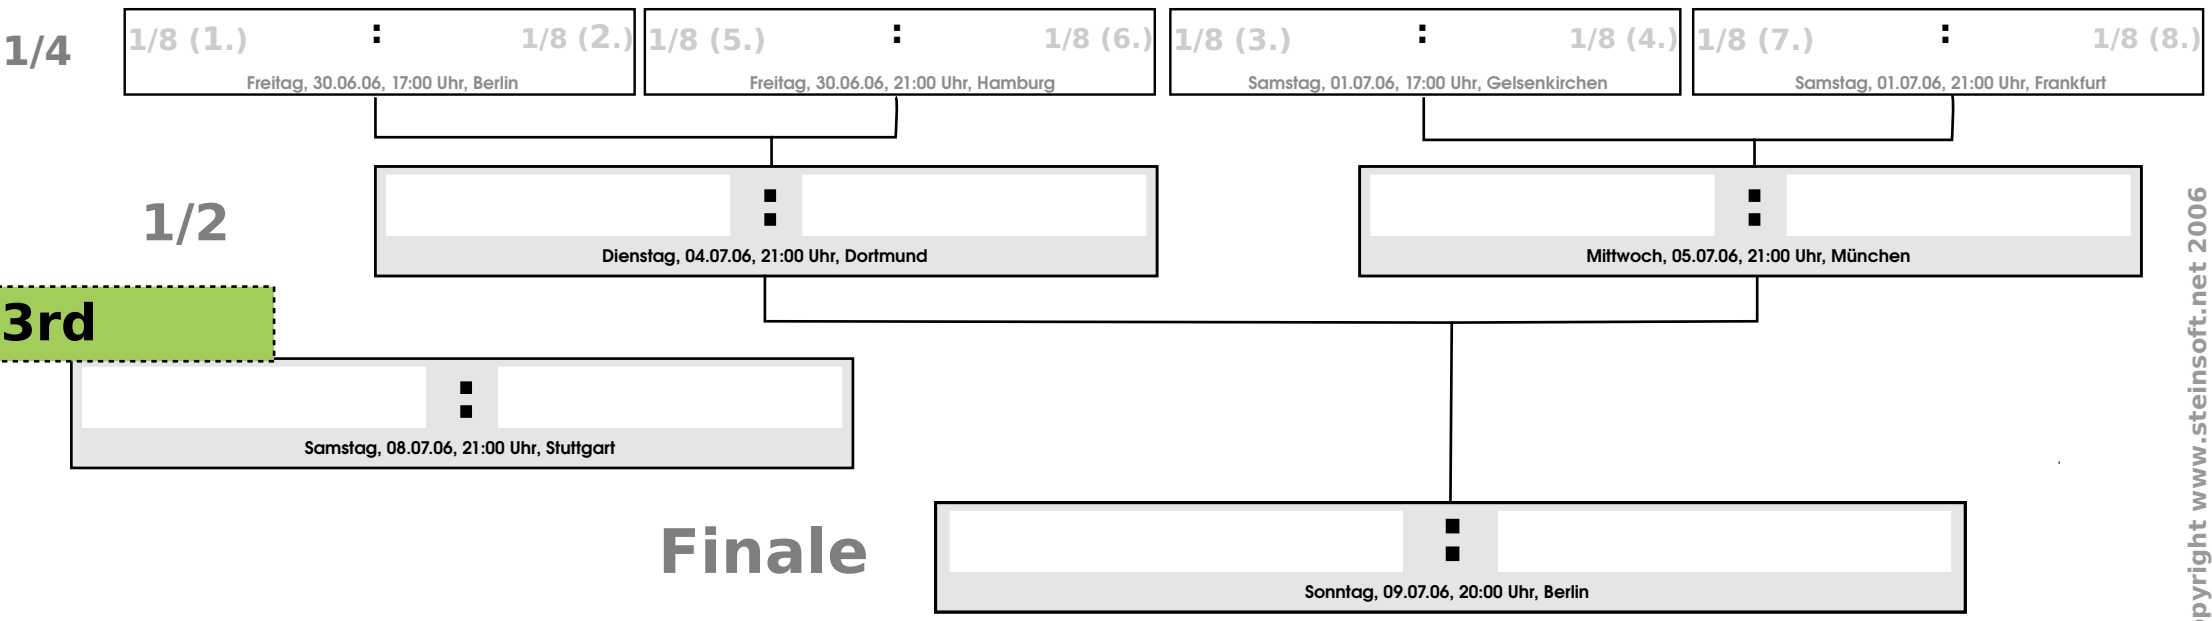 1/4
1/8 (1.) : 1/8 (2.)
Freitag, 30.06.06, 17:00 Uhr, Berlin
1/8 (5.) : 1/8 (6.)
Freitag, 30.06.06, 21:00 Uhr, Hamburg
1/8 (3.) : 1/8 (4.)
Samstag, 01.07.06, 17:00 Uhr, Gelsenkirchen
1/8 (7.) : 1/8 (8.)
Samstag, 01.07.06, 21:00 Uhr, Frankfurt
1/2
:
Dienstag, 04.07.06, 21:00 Uhr, Dortmund
:
Mittwoch, 05.07.06, 21:00 Uhr, München
3rd
:
Samstag, 08.07.06, 21:00 Uhr, Stuttgart
Finale
:
Sonntag, 09.07.06, 20:00 Uhr, Berlin
pyright www.steinsoft.net 2006